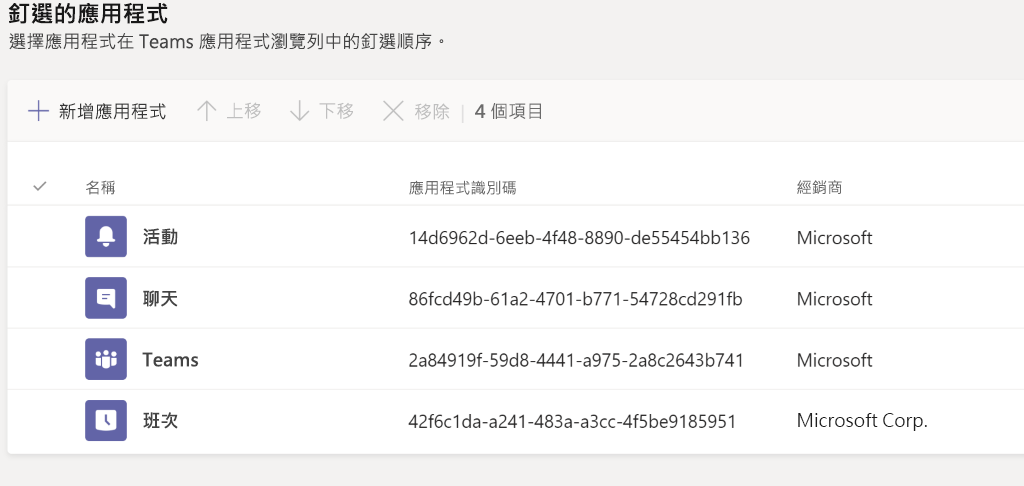 釘選的應用程式
選擇應用程式在 Teams 應用程式瀏覽列中的釘選順序。
新增應用程式 上移 下移 移除 | 4 個項目
名稱 應用程式識別碼 經銷商
活動 14d6962d-6eeb-4f48-8890-de55454bb136 Microsoft
聊天 86fcd49b-61a2-4701-b771-54728cd291fb Microsoft
Teams 2a84919f-59d8-4441-a975-2a8c2643b741 Microsoft
班次 42f6c1da-a241-483a-a3cc-4f5be9185951 Microsoft Corp.